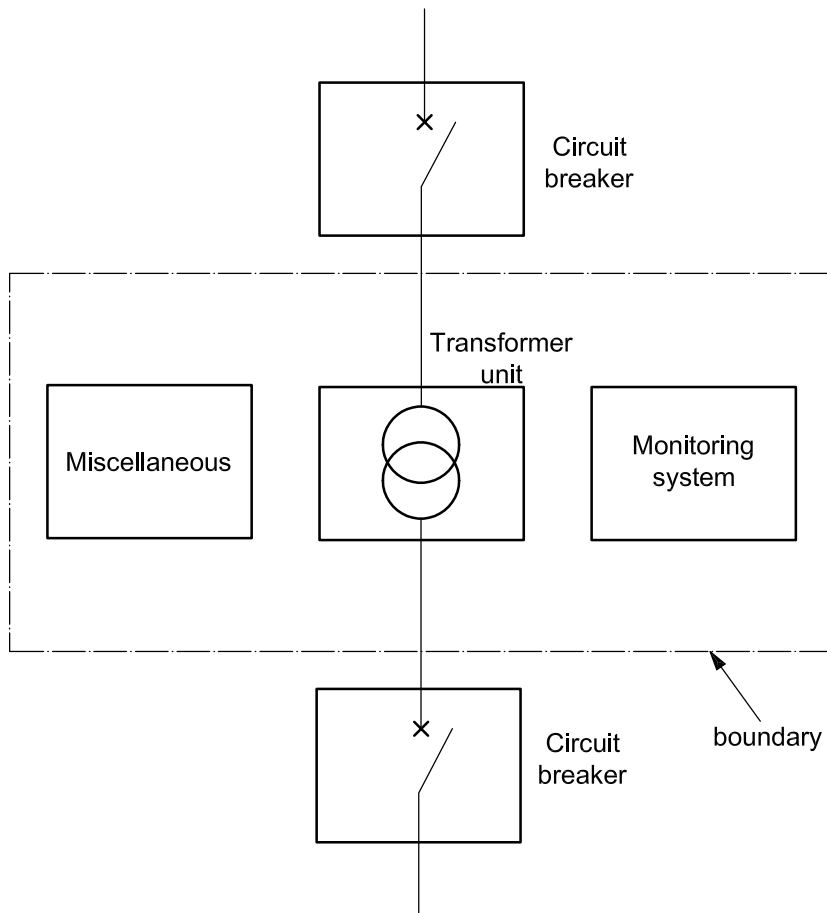 Circuit
breaker
Transformer
unit
Miscellaneous
Monitoring
system
boundary
Circuit
breaker